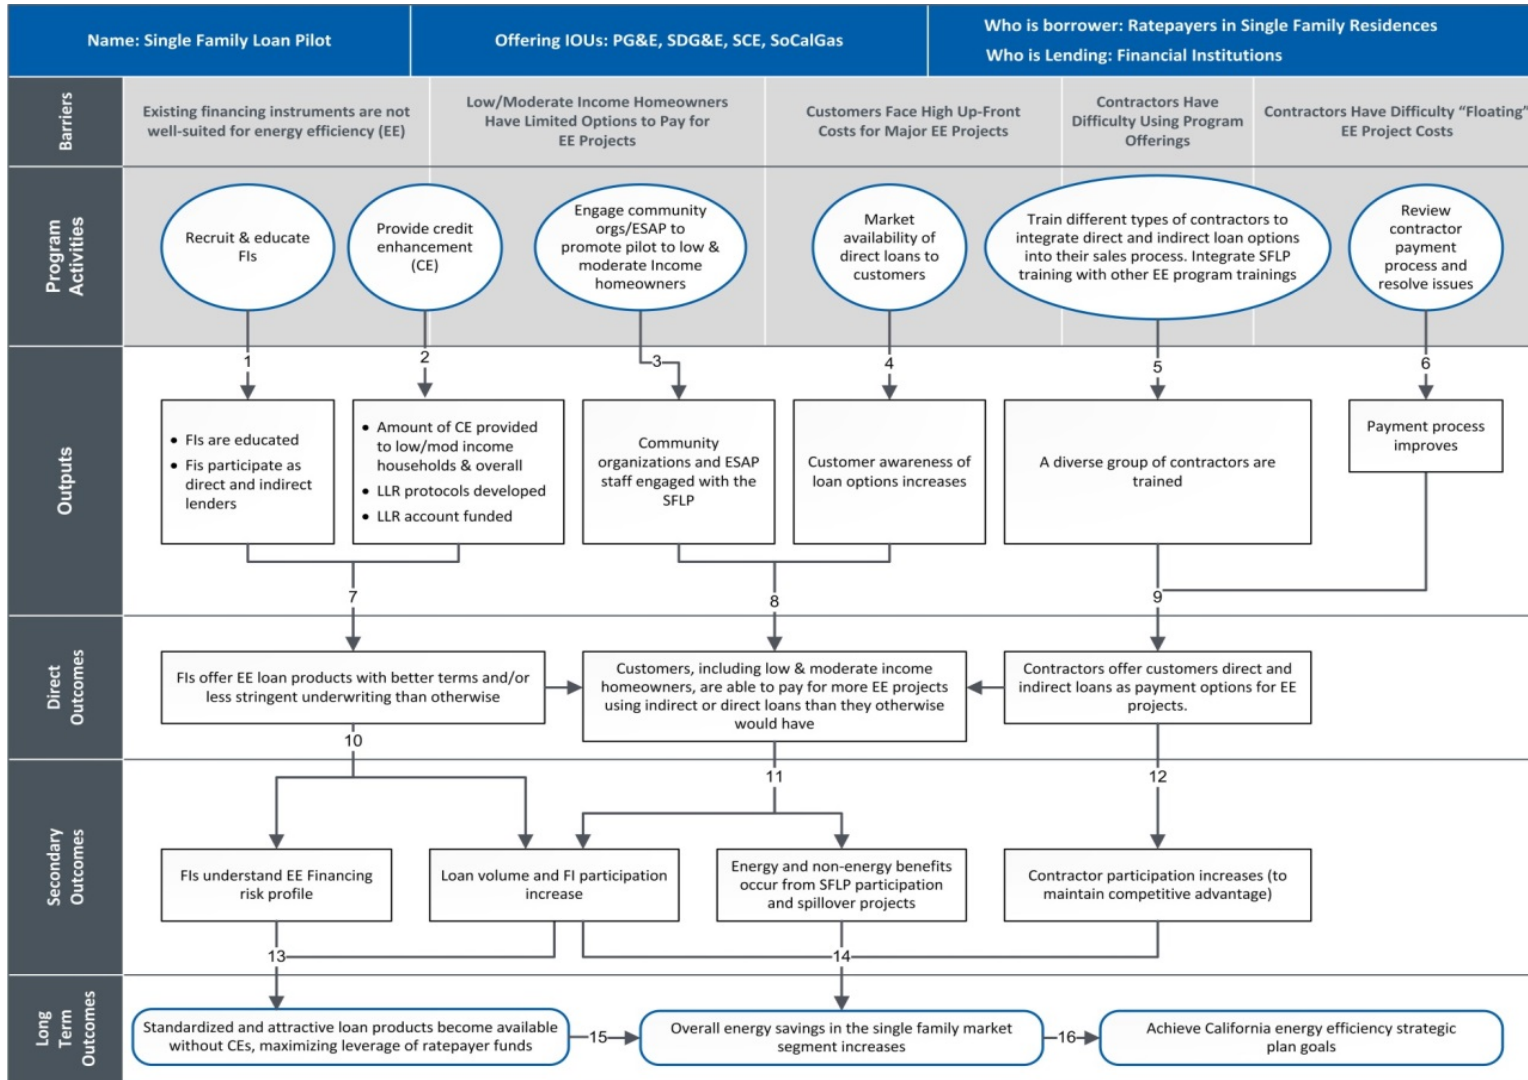 Name: Single Family Loan Pilot
Offering IOUs: PG&E, SDG&E, SCE, SoCalGas
Who is borrower: Ratepayers in Single Family Residences
Who is Lending: Financial Institutions
Barriers
Existing financing instruments are not
well-suited for energy efficiency (EE)
Low/Moderate Income Homeowners
Have Limited Options to Pay for
EE Projects
Customers Face High Up-Front
Costs for Major EE Projects
Contractors Have
Difficulty Using Program
Offerings
Contractors Have Difficulty “Floating”
EE Project Costs
Program
Activities
Recruit & educate
FIs
Provide credit
enhancement
(CE)
Engage community
orgs/ESAP to
promote pilot to low &
moderate Income
homeowners
Market
availability of
direct loans to
customers
Train different types of contractors to
integrate direct and indirect loan options
into their sales process. Integrate SFLP
training with other EE program trainings
Review
contractor
payment
process and
resolve issues
1
2
3
4
5
6
Outputs
• FIs are educated
• Fis participate as
direct and indirect
lenders
• Amount of CE provided
to low/mod income
households & overall
• LLR protocols developed
• LLR account funded
Community
organizations and ESAP
staff engaged with the
SFLP
Customer awareness of
loan options increases
A diverse group of contractors are
trained
Payment process
improves
7
8
9
Direct
Outcomes
FIs offer EE loan products with better terms and/or
less stringent underwriting than otherwise
Customers, including low & moderate income
homeowners, are able to pay for more EE projects
using indirect or direct loans than they otherwise
would have
Contractors offer customers direct and
indirect loans as payment options for EE
projects.
10
11
12
Secondary
Outcomes
FIs understand EE Financing
risk profile
Loan volume and FI participation
increase
Energy and non-energy benefits
occur from SFLP participation
and spillover projects
Contractor participation increases (to
maintain competitive advantage)
13
14
Long
Term
Outcomes
Standardized and attractive loan products become available
without CEs, maximizing leverage of ratepayer funds
15
Overall energy savings in the single family market
segment increases
16
Achieve California energy efficiency strategic
plan goals